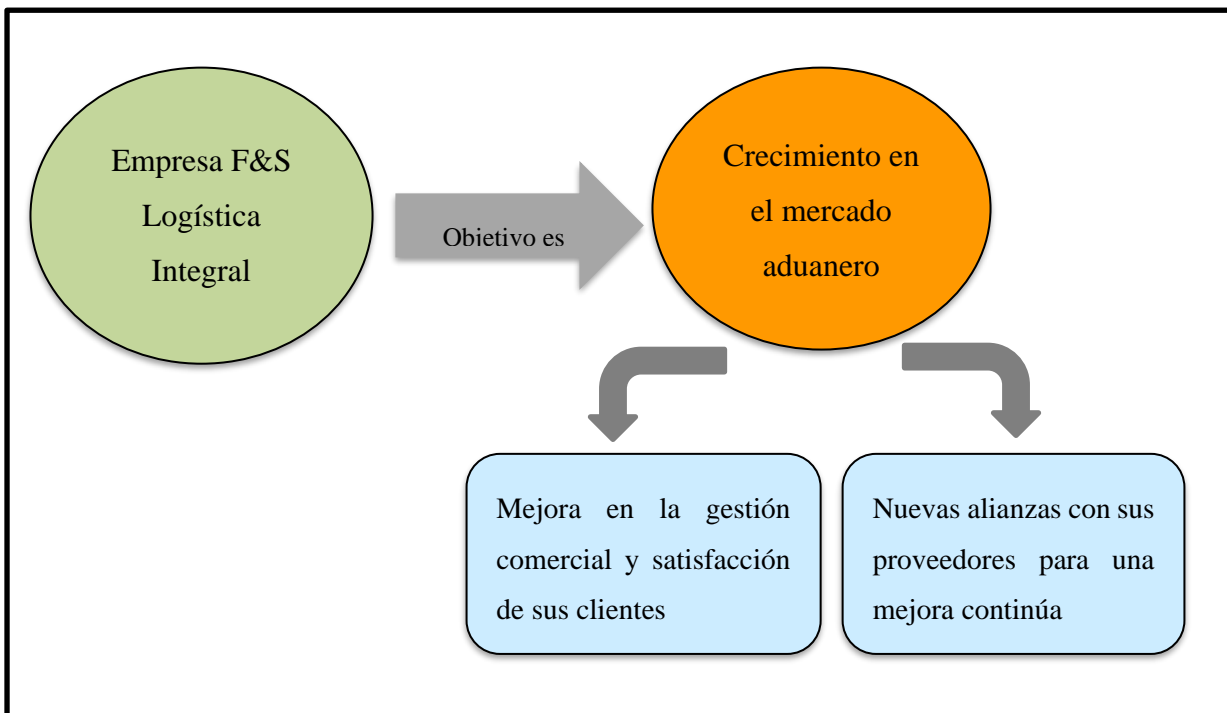 Empresa F&S
Logística
Integral
Objetivo es
Crecimiento en
el mercado
aduanero
Mejora en la gestión
comercial y satisfacción
de sus clientes
Nuevas alianzas con sus
proveedores para una
mejora continúa